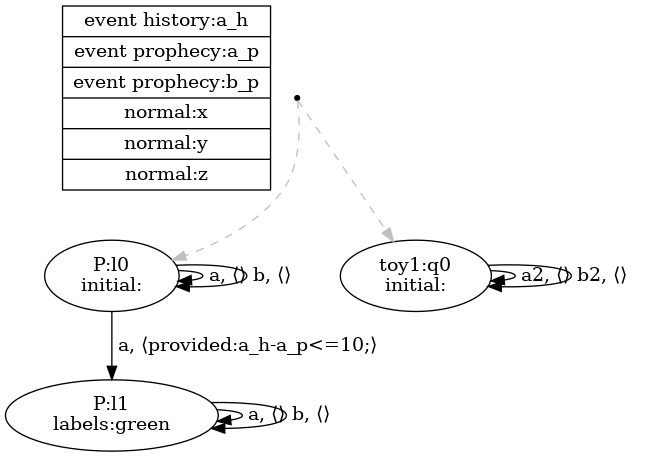 event history:a_h
event prophecy:a_p
event prophecy:b_p
normal:x
normal:y
normal:z
P:l0
initial:
a, ⟨⟩
b, ⟨⟩
toy1:q0
initial:
a2, ⟨⟩
b2, ⟨⟩
a, ⟨provided:a_h-a_p<=10;⟩
P:l1
labels:green
a, ⟨⟩
b, ⟨⟩